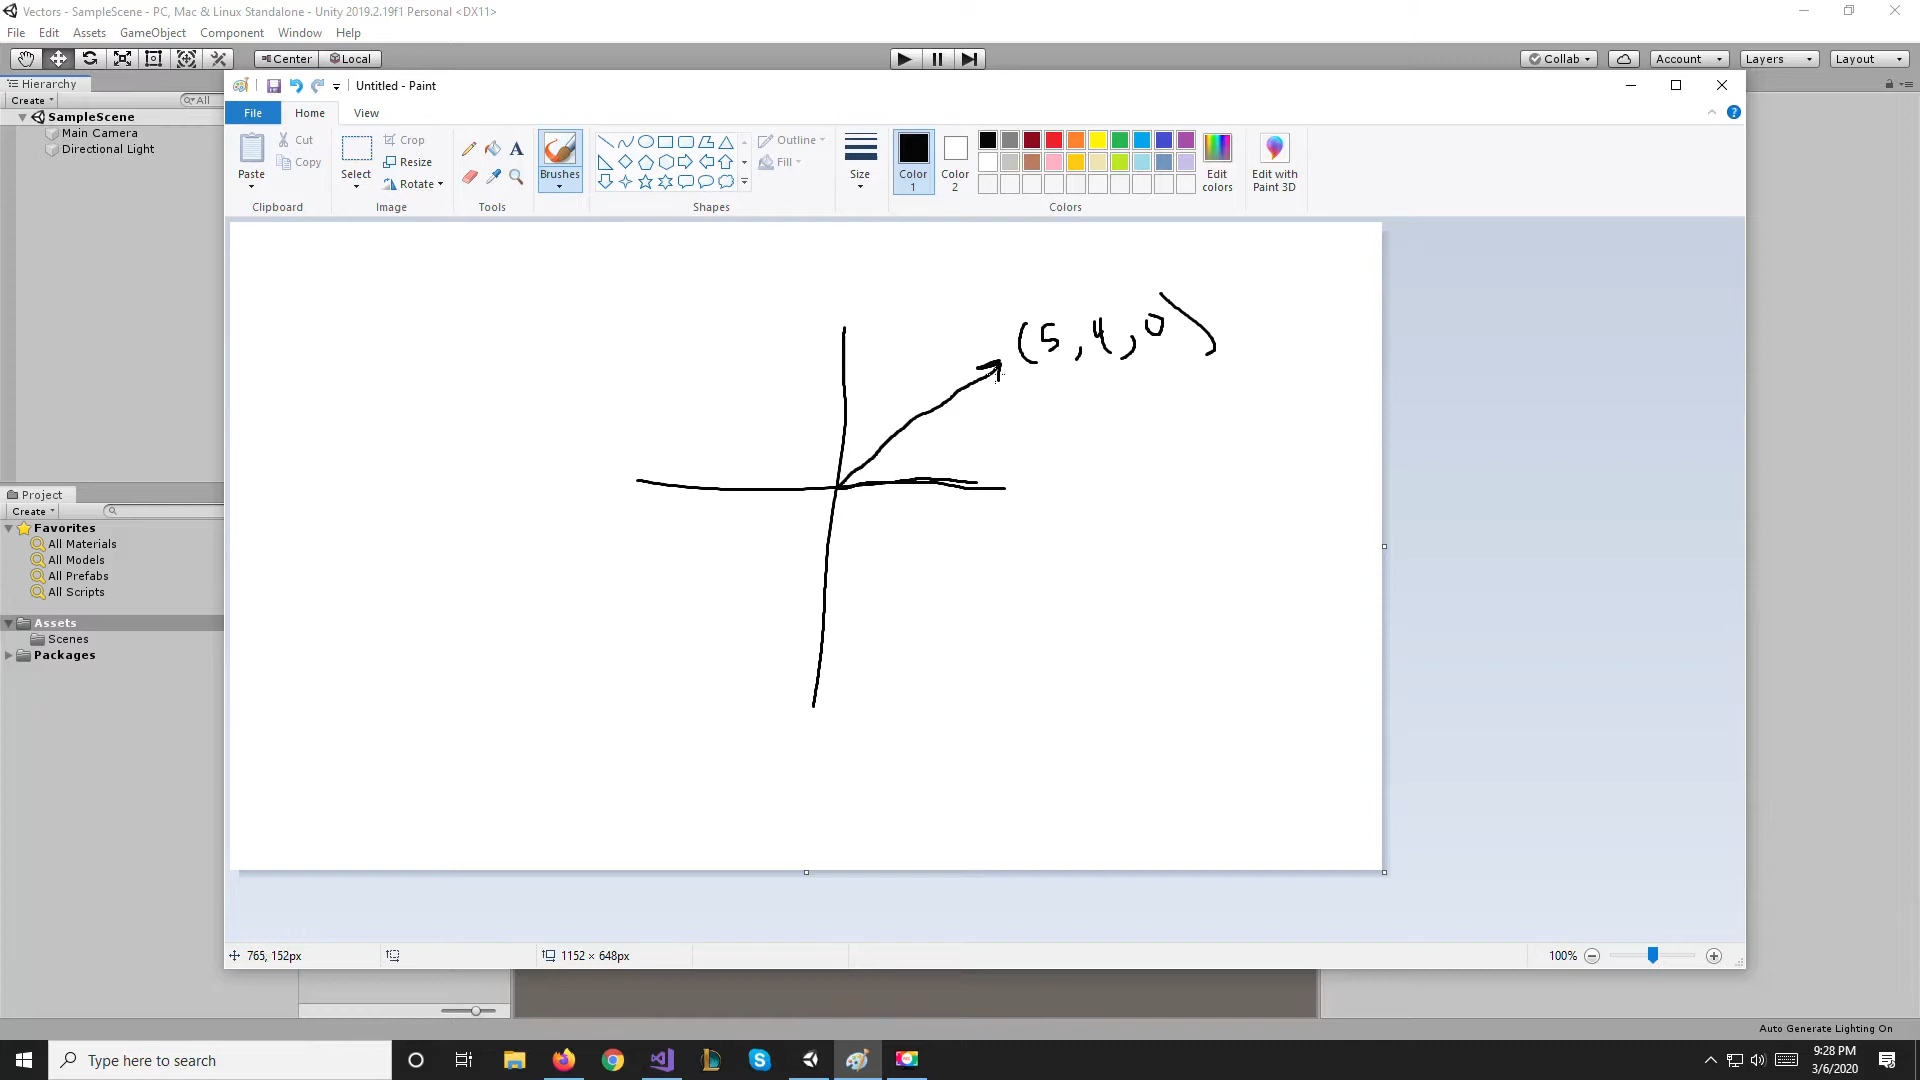 Vectors - SampleScene - PC, Mac & Linux Standalone - Unity 2019.2.19f1 Personal <DX11>
File Edit Assets GameObject Component Window Help
Center Local Collab Account Layers Layout
Hierarchy
Create All
SampleScene
Main Camera
Directional Light
Project
Create
Favorites
All Materials
All Models
All Prefabs
All Scripts
Assets
Scenes
Packages
Untitled - Paint
File Home View
Paste
Cut
Copy
Clipboard
Select
Crop
Resize
Rotate
Image
Tools
Brushes
Outline
Fill
Shapes
Size
Color 1
Color 2
Edit colors
Edit with Paint 3D
Colors
(5,4,0)
765, 152px
1152 × 648px
100%
Auto Generate Lighting On
Type here to search
9:28 PM
3/6/2020